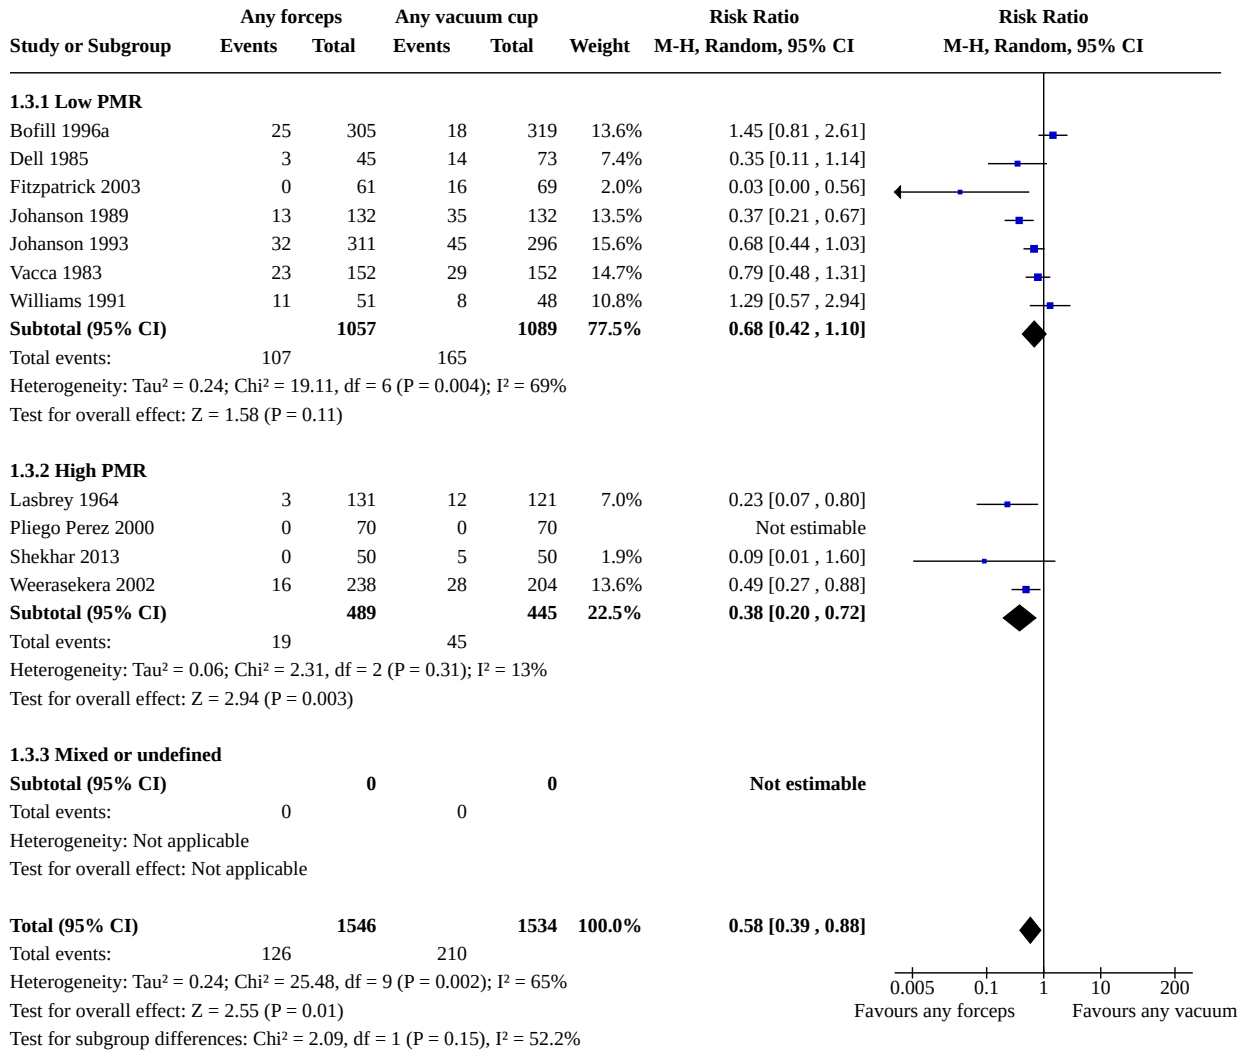 Any forceps Any vacuum cup Risk Ratio Risk Ratio
Study or Subgroup Events Total Events Total Weight M-H, Random, 95% CI M-H, Random, 95% CI
1.3.1 Low PMR
Bofill 1996a 25 305 18 319 13.6% 1.45 [0.81 , 2.61]
Dell 1985 3 45 14 73 7.4% 0.35 [0.11 , 1.14]
Fitzpatrick 2003 0 61 16 69 2.0% 0.03 [0.00 , 0.56]
Johanson 1989 13 132 35 132 13.5% 0.37 [0.21 , 0.67]
Johanson 1993 32 311 45 296 15.6% 0.68 [0.44 , 1.03]
Vacca 1983 23 152 29 152 14.7% 0.79 [0.48 , 1.31]
Williams 1991 11 51 8 48 10.8% 1.29 [0.57 , 2.94]
Subtotal (95% CI) 1057 1089 77.5% 0.68 [0.42 , 1.10]
Total events: 107 165
Heterogeneity: Tau² = 0.24; Chi² = 19.11, df = 6 (P = 0.004); I² = 69%
Test for overall effect: Z = 1.58 (P = 0.11)
1.3.2 High PMR
Lasbrey 1964 3 131 12 121 7.0% 0.23 [0.07 , 0.80]
Pliego Perez 2000 0 70 0 70 Not estimable
Shekhar 2013 0 50 5 50 1.9% 0.09 [0.01 , 1.60]
Weerasekera 2002 16 238 28 204 13.6% 0.49 [0.27 , 0.88]
Subtotal (95% CI) 489 445 22.5% 0.38 [0.20 , 0.72]
Total events: 19 45
Heterogeneity: Tau² = 0.06; Chi² = 2.31, df = 2 (P = 0.31); I² = 13%
Test for overall effect: Z = 2.94 (P = 0.003)
1.3.3 Mixed or undefined
Subtotal (95% CI) 0 0 Not estimable
Total events: 0 0
Heterogeneity: Not applicable
Test for overall effect: Not applicable
Total (95% CI) 1546 1534 100.0% 0.58 [0.39 , 0.88]
Total events: 126 210
Heterogeneity: Tau² = 0.24; Chi² = 25.48, df = 9 (P = 0.002); I² = 65%
0.005 0.1 1 10 200
Test for overall effect: Z = 2.55 (P = 0.01) Favours any forceps Favours any vacuum
Test for subgroup differences: Chi² = 2.09, df = 1 (P = 0.15), I² = 52.2%